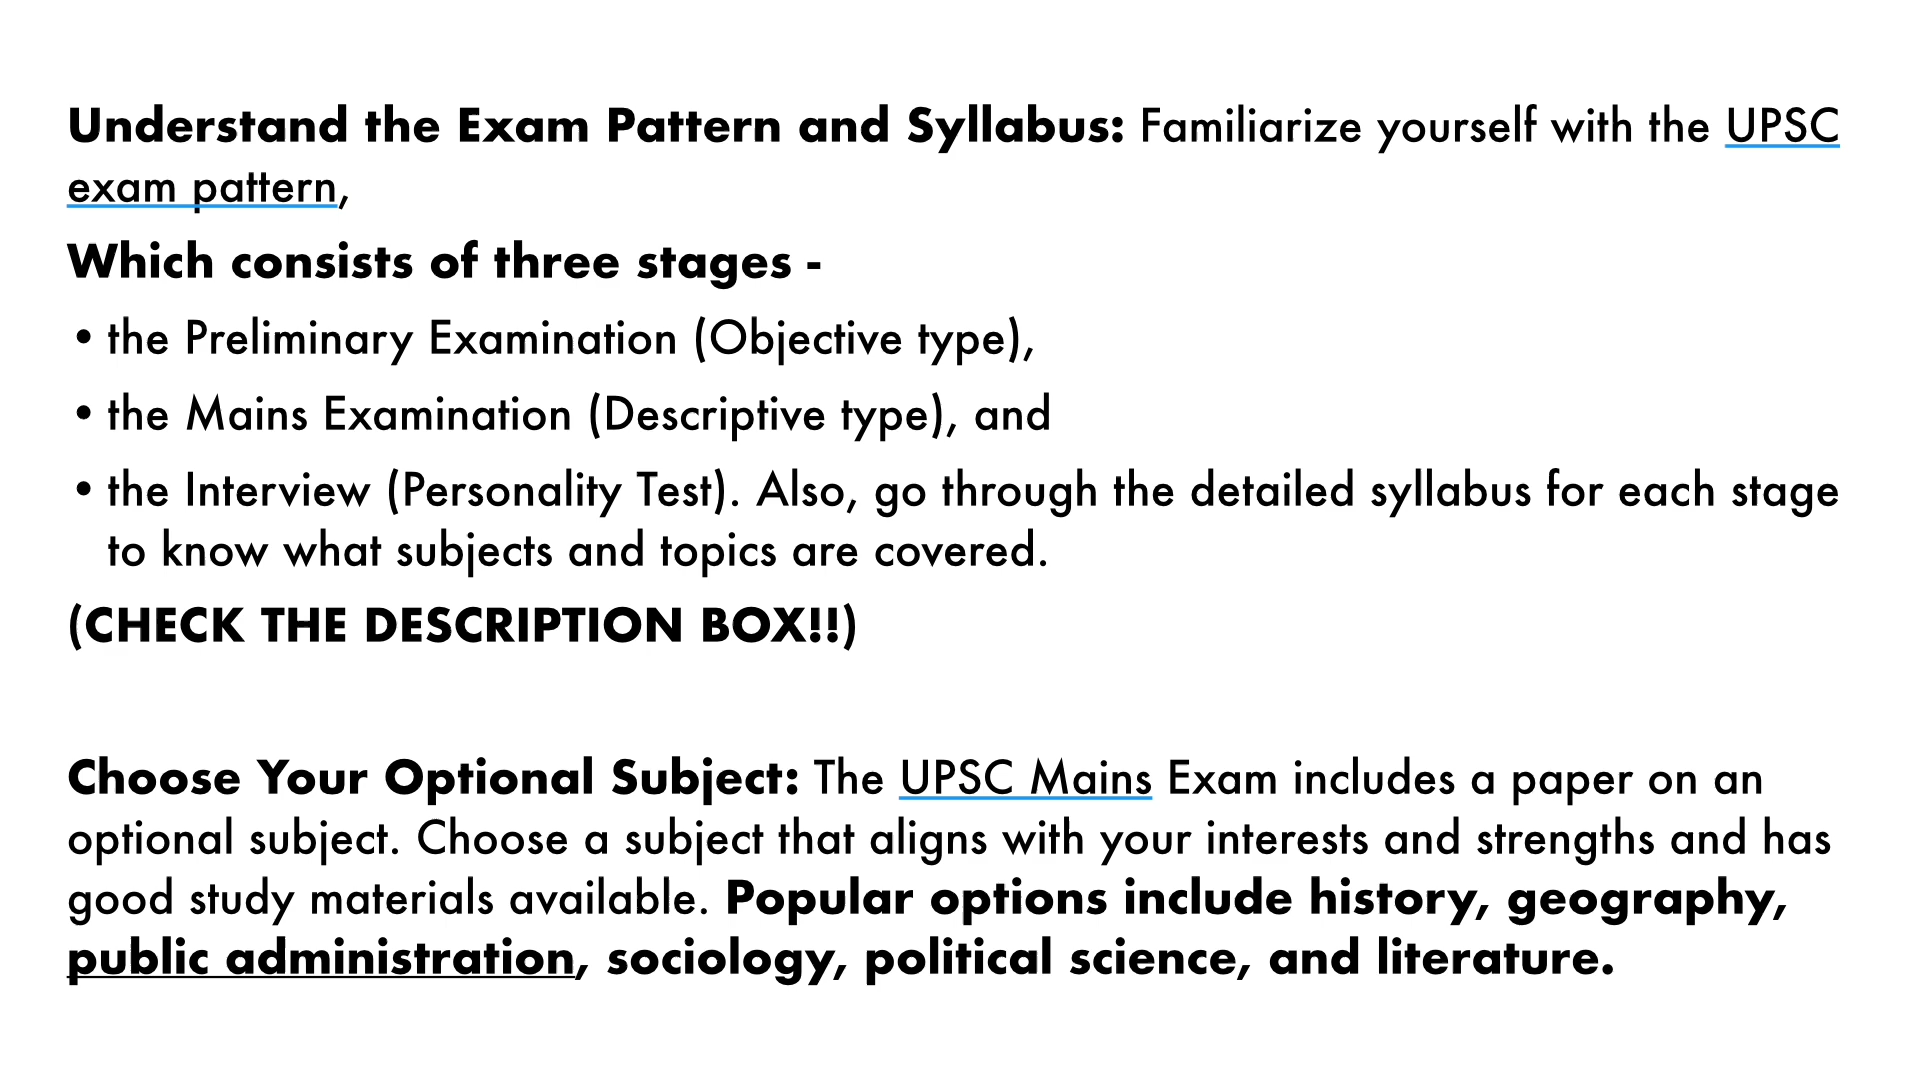 Understand the Exam Pattern and Syllabus: Familiarize yourself with the UPSC
exam pattern,
Which consists of three stages -
• the Preliminary Examination (Objective type),
• the Mains Examination (Descriptive type), and
• the Interview (Personality Test). Also, go through the detailed syllabus for each stage
to know what subjects and topics are covered.
(CHECK THE DESCRIPTION BOX!!)
Choose Your Optional Subject: The UPSC Mains Exam includes a paper on an
optional subject. Choose a subject that aligns with your interests and strengths and has
good study materials available. Popular options include history, geography,
public administration, sociology, political science, and literature.